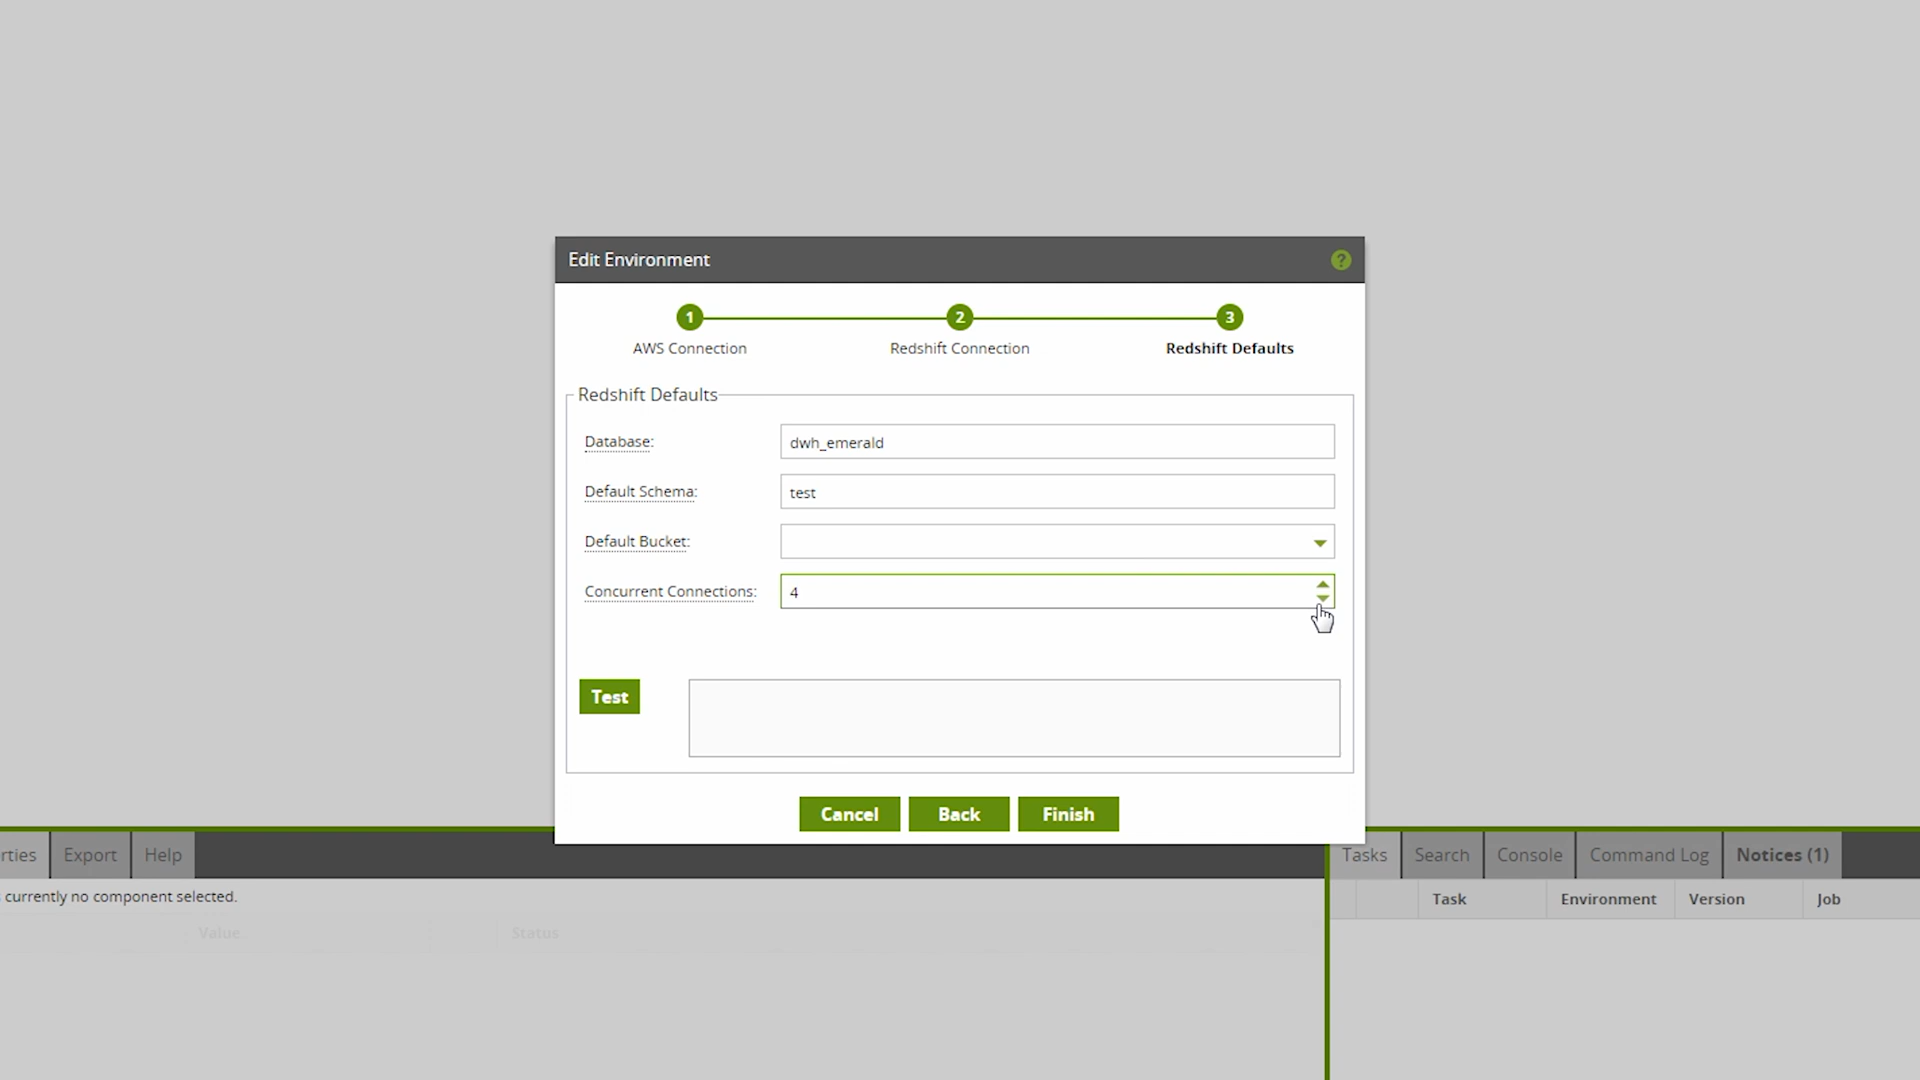 Edit Environment
?
1
2
3
AWS Connection
Redshift Connection
Redshift Defaults
Redshift Defaults
Database:
dwh_emerald
Default Schema:
test
Default Bucket:
Concurrent Connections:
4
Test
Cancel
Back
Finish
rties
Export
Help
currently no component selected.
Value
Status
Tasks
Search
Console
Command Log
Notices (1)
Task
Environment
Version
Job